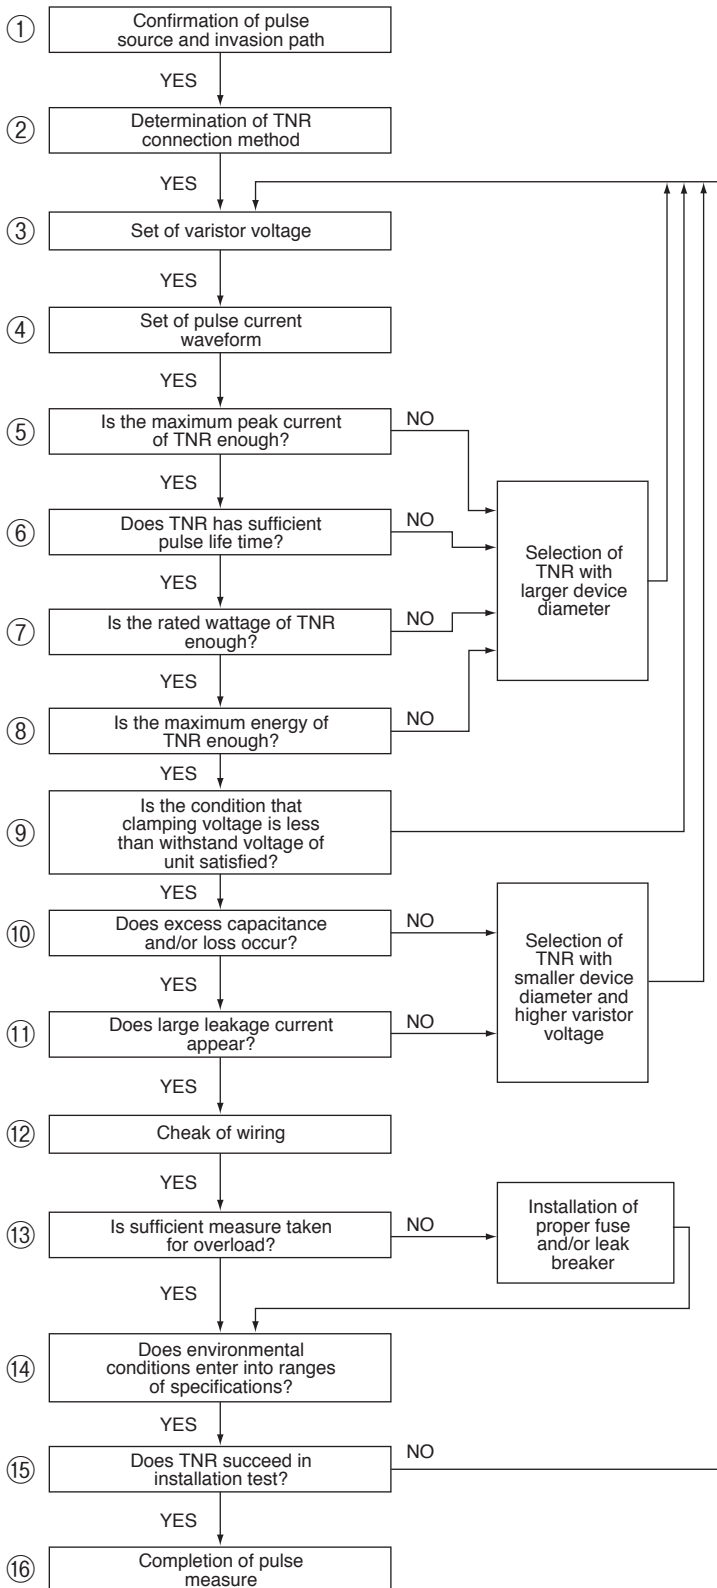 ① Confirmation of pulse
source and invasion path
YES
② Determination of TNR
connection method
YES
③ Set of varistor voltage
YES
④ Set of pulse current
waveform
YES
⑤ Is the maximum peak current
of TNR enough?
NO
YES
⑥ Does TNR has sufficient
pulse life time?
NO
Selection of
TNR with
larger device
diameter
YES
⑦ Is the rated wattage of TNR
enough?
NO
YES
⑧ Is the maximum energy of
TNR enough?
NO
YES
⑨ Is the condition that
clamping voltage is less
than withstand voltage of
unit satisfied?
YES
⑩ Does excess capacitance
and/or loss occur?
NO
Selection of
TNR with
smaller device
diameter and
higher varistor
voltage
YES
⑪ Does large leakage current
appear?
NO
YES
⑫ Cheak of wiring
YES
⑬ Is sufficient measure taken
for overload?
NO
Installation of
proper fuse
and/or leak
breaker
YES
⑭ Does environmental
conditions enter into ranges
of specifications?
YES
⑮ Does TNR succeed in
installation test?
NO
YES
⑯ Completion of pulse
measure